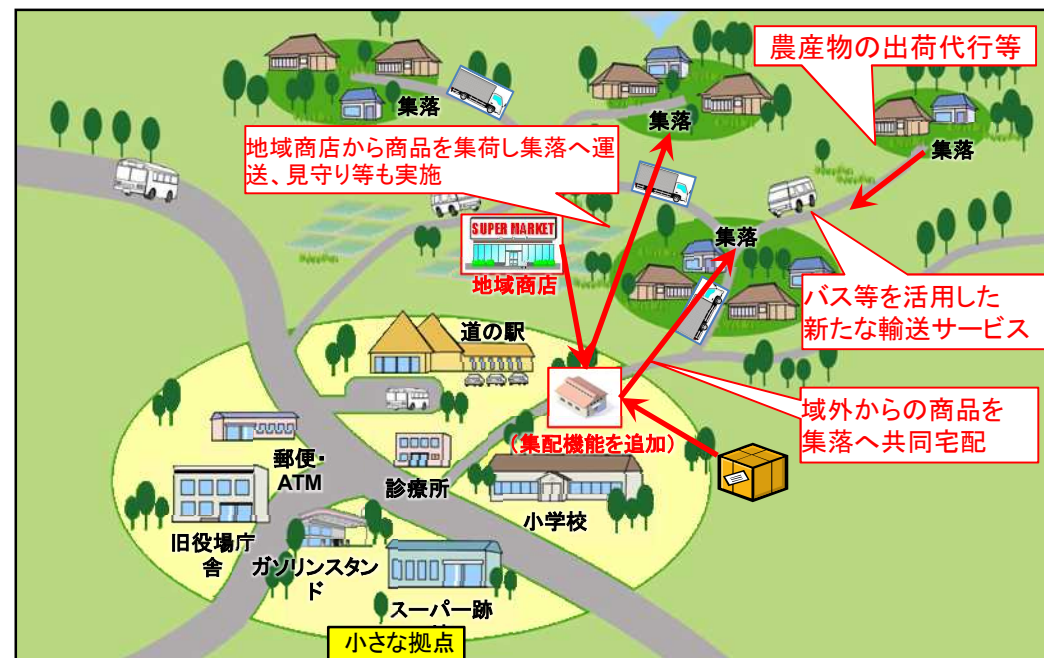 農産物の出荷代行等
集落
集落
集落
地域商店から商品を集荷し集落へ運
送、見守り等も実施
SUPER MARKET
地域商店
集落
バス等を活用した
新たな輸送サービス
道の駅
域外からの商品を
集落へ共同宅配
（集配機能を追加）
郵便・
ATM
診療所
小学校
旧役場庁
舎
ガソリンスタン
ド
スーパー跡
小さな拠点